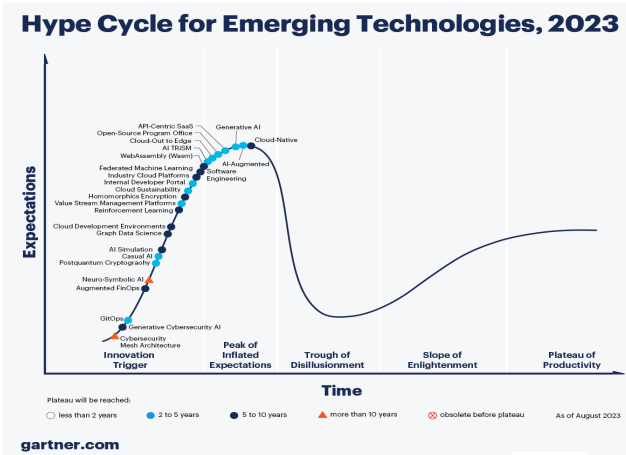 Hype Cycle for Emerging Technologies, 2023
Expectations
API-Centric SaaS
Generative AI
Open-Source Program Office
Cloud-Out to Edge
Cloud-Native
AI TRiSM
WebAssembly (Wasm)
AI-Augmented
Software
Engineering
Federated Machine Learning
Industry Cloud Platforms
Internal Developer Portal
Cloud Sustainability
Homomorphics Encryption
Value Stream Management Platforms
Reinforcement Learning
Cloud Development Environments
Graph Data Science
AI Simulation
Casual AI
Postquantum Cryptograohy
Neuro-Symbolic AI
Augmented FinOps
GitOps
Generative Cybersecurity AI
Cybersecurity
Mesh Architecture
Innovation
Trigger
Peak of
Inflated
Expectations
Trough of
Disillusionment
Slope of
Enlightenment
Plateau of
Productivity
Time
Plateau will be reached:
less than 2 years
2 to 5 years
5 to 10 years
more than 10 years
obsolete before plateau
As of August 2023
gartner.com